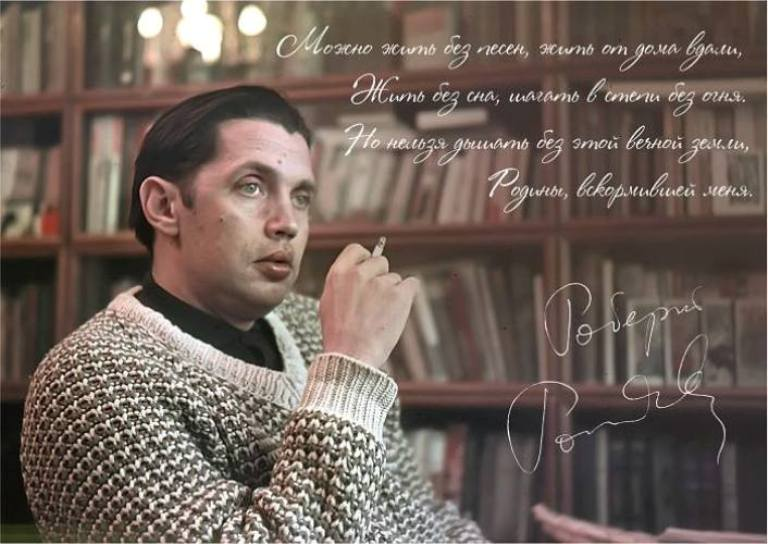 Можно жить без песен, жить от дома вдали,
Жить без сна, шагать в степи без огня.
Но нельзя дышать без этой вечной земли,
Родины, вскормившей меня.
Роберт